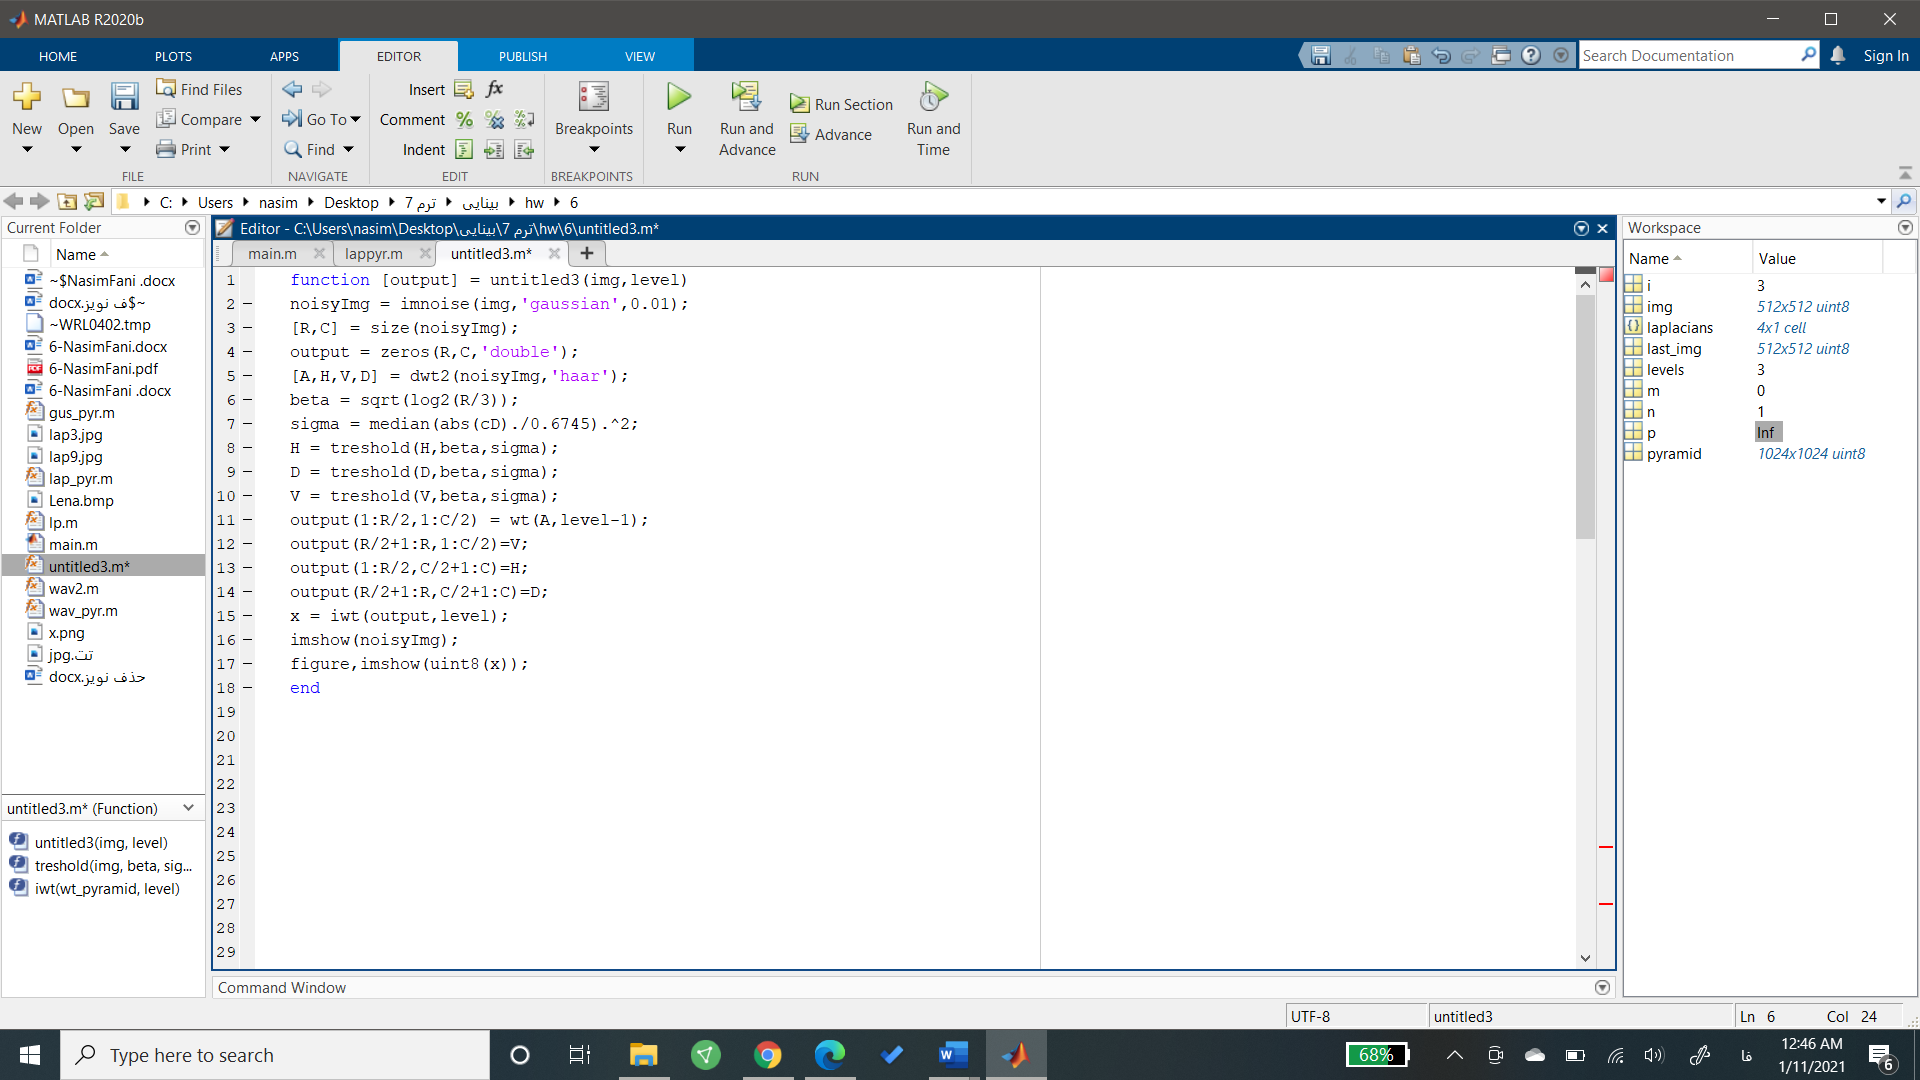 MATLAB R2020b
HOME PLOTS APPS EDITOR PUBLISH VIEW Search Documentation Sign In
New Open Save Find Files Compare Print
Go To Find
Insert Comment Indent
Breakpoints
Run Run and Advance Run Section Advance Run and Time
FILE NAVIGATE EDIT BREAKPOINTS RUN
C: Users nasim Desktop ترم 7 بینایی hw 6
Current Folder
Name
~$NasimFani .docx
~$ف نویز.docx
~WRL0402.tmp
6-NasimFani.docx
6-NasimFani.pdf
6-NasimFani .docx
gus_pyr.m
lap3.jpg
lap9.jpg
lap_pyr.m
Lena.bmp
lp.m
main.m
untitled3.m*
wav2.m
wav_pyr.m
x.png
تت.jpg
حذف نویز.docx
untitled3.m* (Function)
untitled3(img, level)
treshold(img, beta, sig...
iwt(wt_pyramid, level)
Editor - C:\Users\nasim\Desktop\ترم 7\بینایی\hw\6\untitled3.m*
main.m lappyr.m untitled3.m* +
1 function [output] = untitled3(img,level)
2 – noisyImg = imnoise(img,'gaussian',0.01);
3 – [R,C] = size(noisyImg);
4 – output = zeros(R,C,'double');
5 – [A,H,V,D] = dwt2(noisyImg,'haar');
6 – beta = sqrt(log2(R/3));
7 – sigma = median(abs(cD)./0.6745).^2;
8 – H = treshold(H,beta,sigma);
9 – D = treshold(D,beta,sigma);
10 – V = treshold(V,beta,sigma);
11 – output(1:R/2,1:C/2) = wt(A,level-1);
12 – output(R/2+1:R,1:C/2)=V;
13 – output(1:R/2,C/2+1:C)=H;
14 – output(R/2+1:R,C/2+1:C)=D;
15 – x = iwt(output,level);
16 – imshow(noisyImg);
17 – figure,imshow(uint8(x));
18 – end
19
20
21
22
23
24
25
26
27
28
29
Command Window
Workspace
Name Value
i 3
img 512x512 uint8
laplacians 4x1 cell
last_img 512x512 uint8
levels 3
m 0
n 1
p Inf
pyramid 1024x1024 uint8
UTF-8 untitled3 Ln 6 Col 24
Type here to search
68% فا 12:46 AM
1/11/2021
6